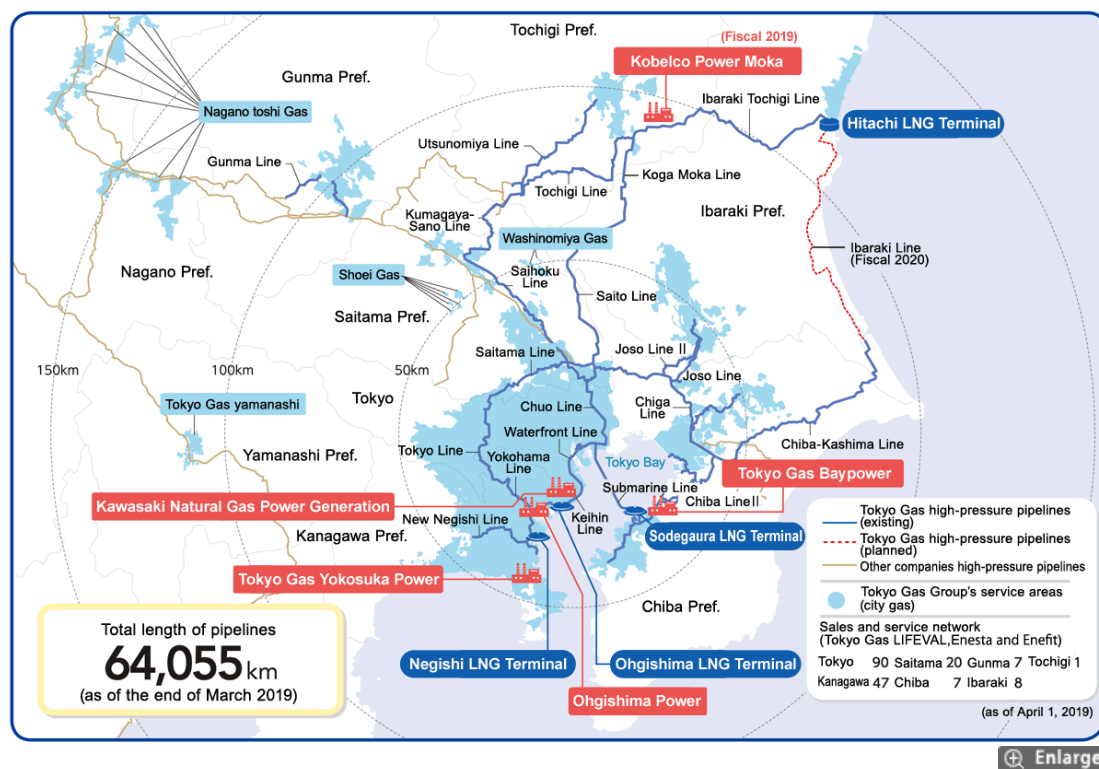 Tochigi Pref.
(Fiscal 2019)
Kobelco Power Moka
Gunma Pref.
Ibaraki Tochigi Line
Nagano toshi Gas
Hitachi LNG Terminal
Utsunomiya Line
Gunma Line
Koga Moka Line
Tochigi Line
Ibaraki Pref.
Kumagaya-
Sano Line
Washinomiya Gas
Ibaraki Line
(Fiscal 2020)
Nagano Pref.
Shoei Gas
Saihoku
Line
Saito Line
Saitama Pref.
Joso Line II
Saitama Line
150km
100km
50km
Joso Line
Tokyo
Tokyo Gas yamanashi
Chuo Line
Chiga
Line
Waterfront Line
Chiba-Kashima Line
Tokyo Line
Yokohama
Line
Yamanashi Pref.
Tokyo Bay
Tokyo Gas Baypower
Submarine Line
Kawasaki Natural Gas Power Generation
Chiba Line II
Keihin
Line
New Negishi Line
Kanagawa Pref.
Sodegaura LNG Terminal
Tokyo Gas Yokosuka Power
Chiba Pref.
Negishi LNG Terminal
Ohgishima LNG Terminal
Ohgishima Power
Total length of pipelines
64,055 km
(as of the end of March 2019)
Tokyo Gas high-pressure pipelines
(existing)
Tokyo Gas high-pressure pipelines
(planned)
Other companies high-pressure pipelines
Tokyo Gas Group's service areas
(city gas)
Sales and service network
(Tokyo Gas LIFEVAL,Enesta and Enefit)
Tokyo 90 Saitama 20 Gunma 7 Tochigi 1
Kanagawa 47 Chiba 7 Ibaraki 8
(as of April 1, 2019)
Enlarge